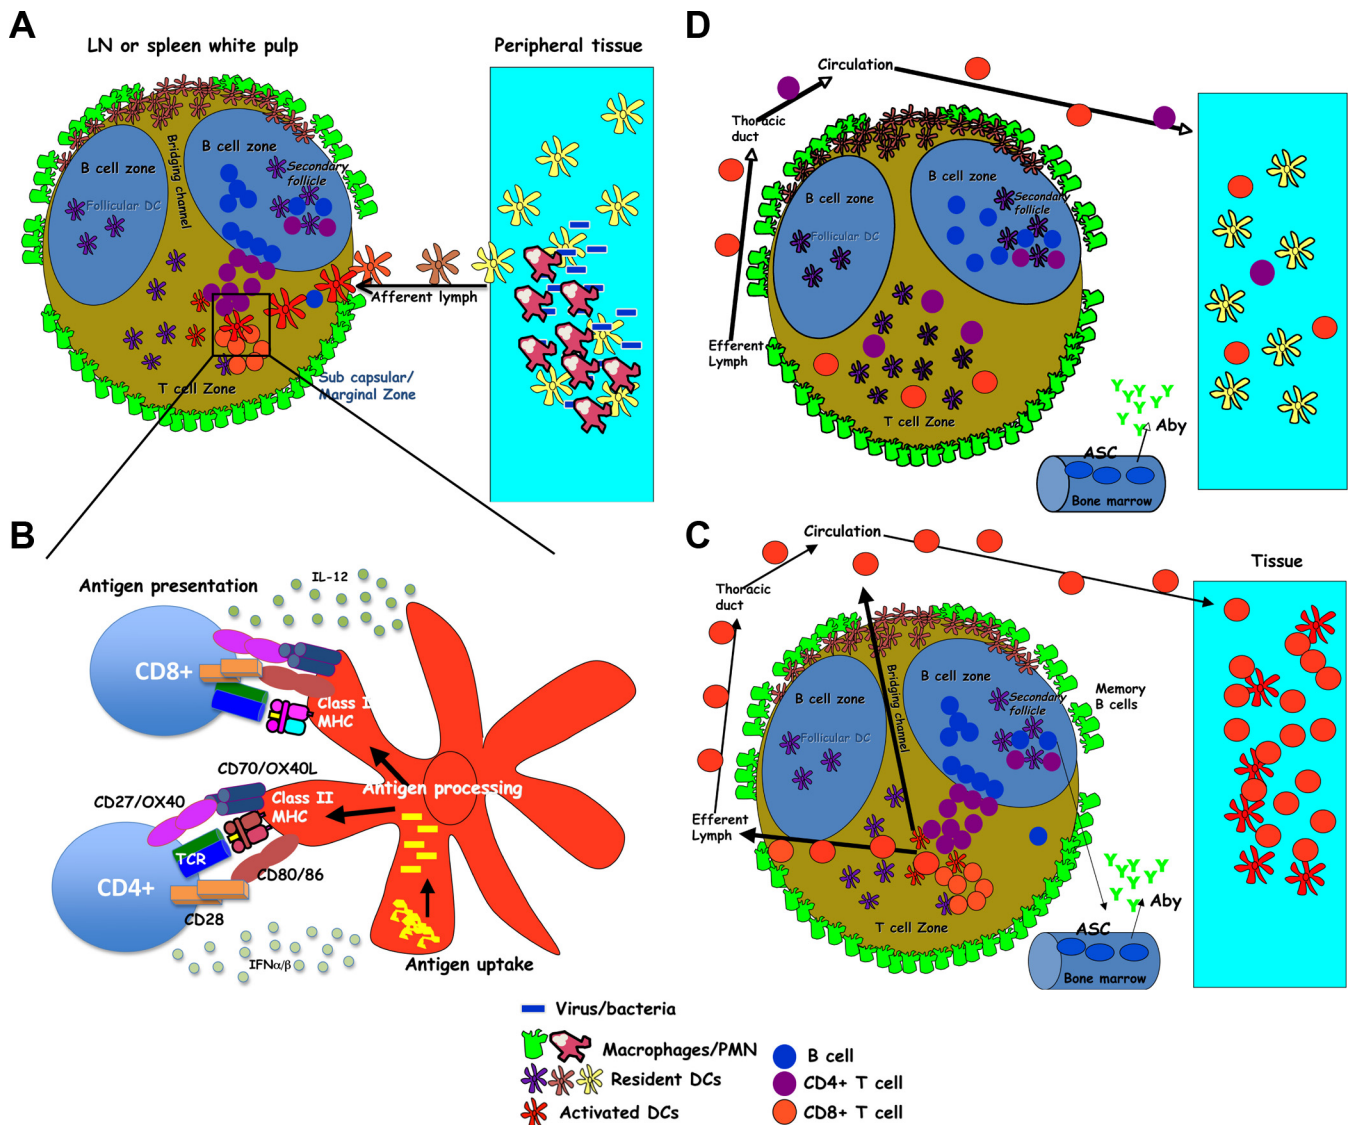 A
LN or spleen white pulp
Peripheral tissue
B cell zone
Follicular DC
Bridging channel
B cell zone
Secondary
follicle
Afferent lymph
T cell Zone
Sub capsular/
Marginal Zone
D
Circulation
Thoracic
duct
Efferent
Lymph
B cell zone
Follicular DC
B cell zone
Secondary
follicle
T cell Zone
Aby
ASC
Bone marrow
B
Antigen presentation
IL-12
CD8+
Class I
MHC
CD70/OX40L
CD27/OX40
Class II
MHC
Antigen processing
TCR
CD4+
CD80/86
CD28
IFNα/β
Antigen uptake
C
Circulation
Tissue
Thoracic
duct
Efferent
Lymph
B cell zone
Follicular DC
Bridging channel
B cell zone
Secondary
follicle
Memory
B cells
T cell Zone
Aby
ASC
Bone marrow
Virus/bacteria
Macrophages/PMN
Resident DCs
Activated DCs
B cell
CD4+ T cell
CD8+ T cell